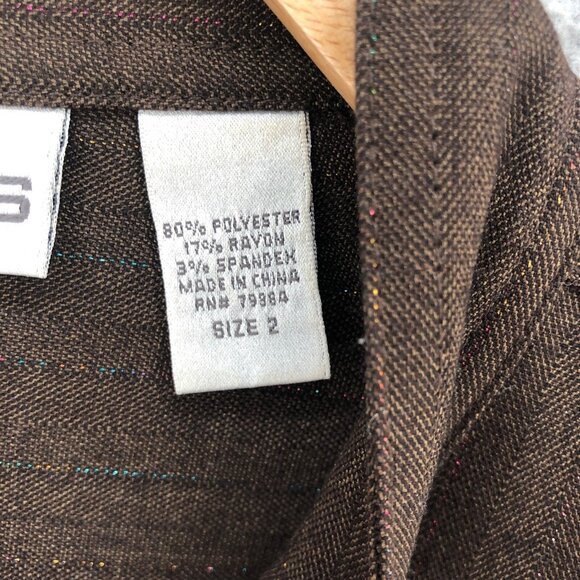 S
80% POLYESTER
17% RAYON
3% SPANDEX
MADE IN CHINA
RN# 79984
SIZE 2